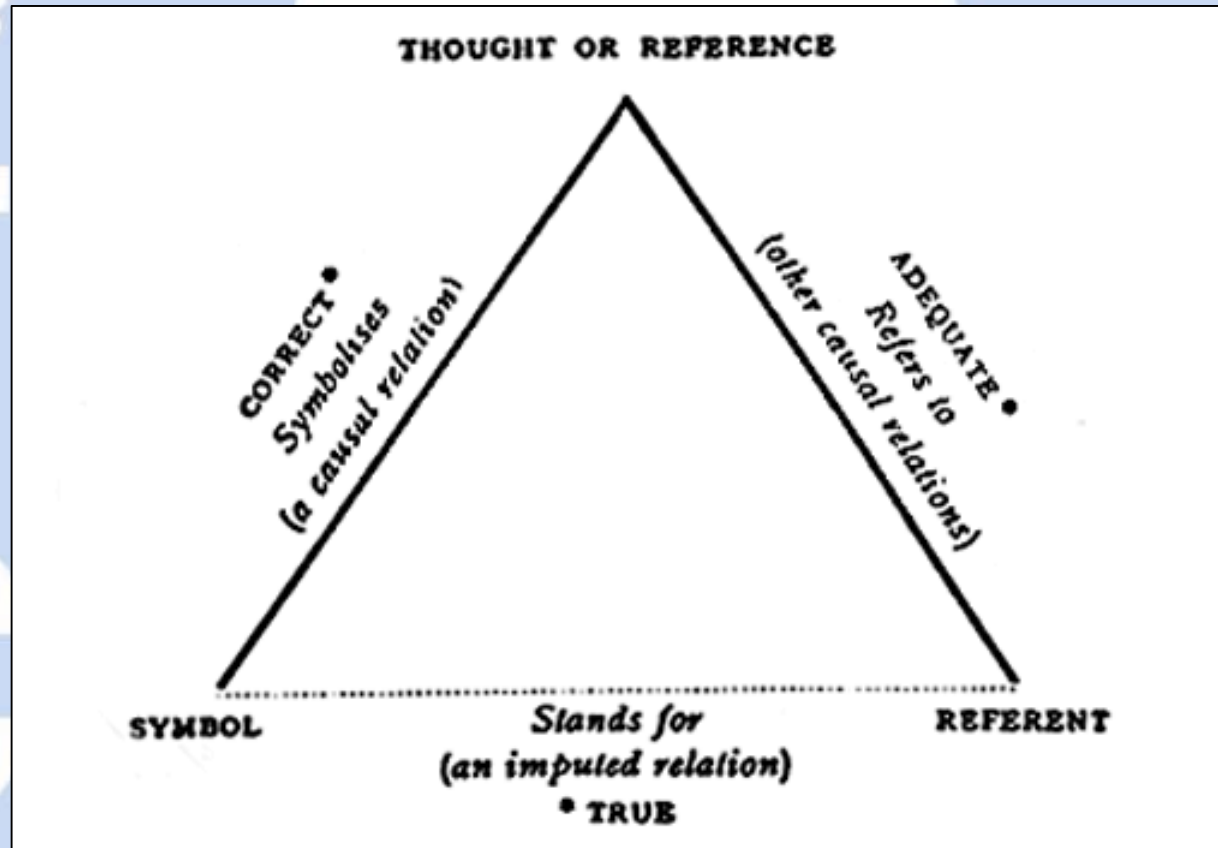 THOUGHT OR REFERENCE
CORRECT *
Symbolises
(a causal relation)
ADEQUATE *
Refers to
(other causal relations)
SYMBOL
Stands for
(an imputed relation)
* TRUE
REFERENT